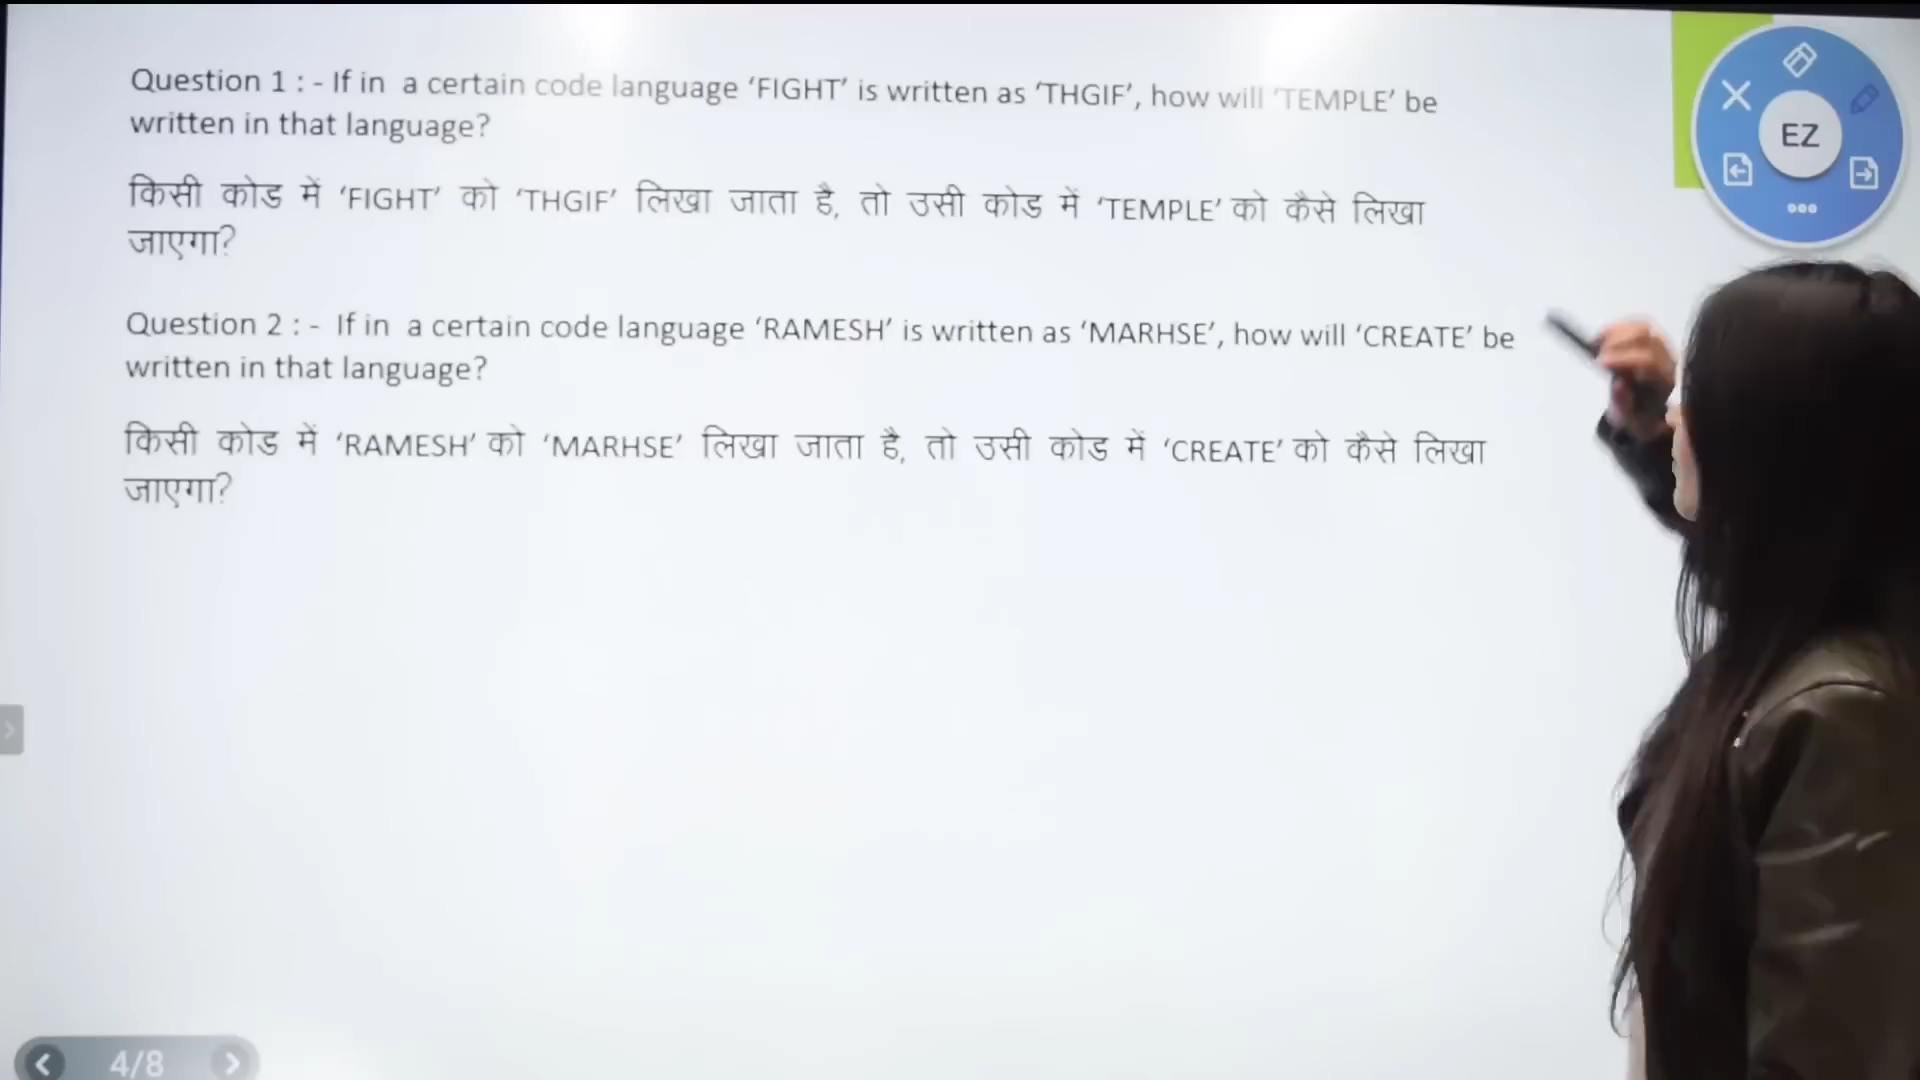 Question 1 : - If in a certain code language ‘FIGHT’ is written as ‘THGIF’, how will ‘TEMPLE’ be
written in that language?
किसी कोड में ‘FIGHT’ को ‘THGIF’ लिखा जाता है, तो उसी कोड में ‘TEMPLE’ को कैसे लिखा
जाएगा?
Question 2 : - If in a certain code language ‘RAMESH’ is written as ‘MARHSE’, how will ‘CREATE’ be
written in that language?
किसी कोड में ‘RAMESH’ को ‘MARHSE’ लिखा जाता है, तो उसी कोड में ‘CREATE’ को कैसे लिखा
जाएगा?
EZ
4/8